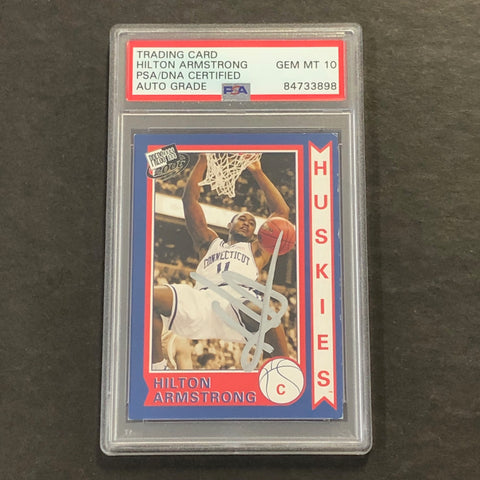 TRADING CARD
HILTON ARMSTRONG GEM MT 10
PSA/DNA CERTIFIED
AUTO GRADE PSA 84733898
HUSKIES
CONNECTICUT
11
HILTON
ARMSTRONG
C